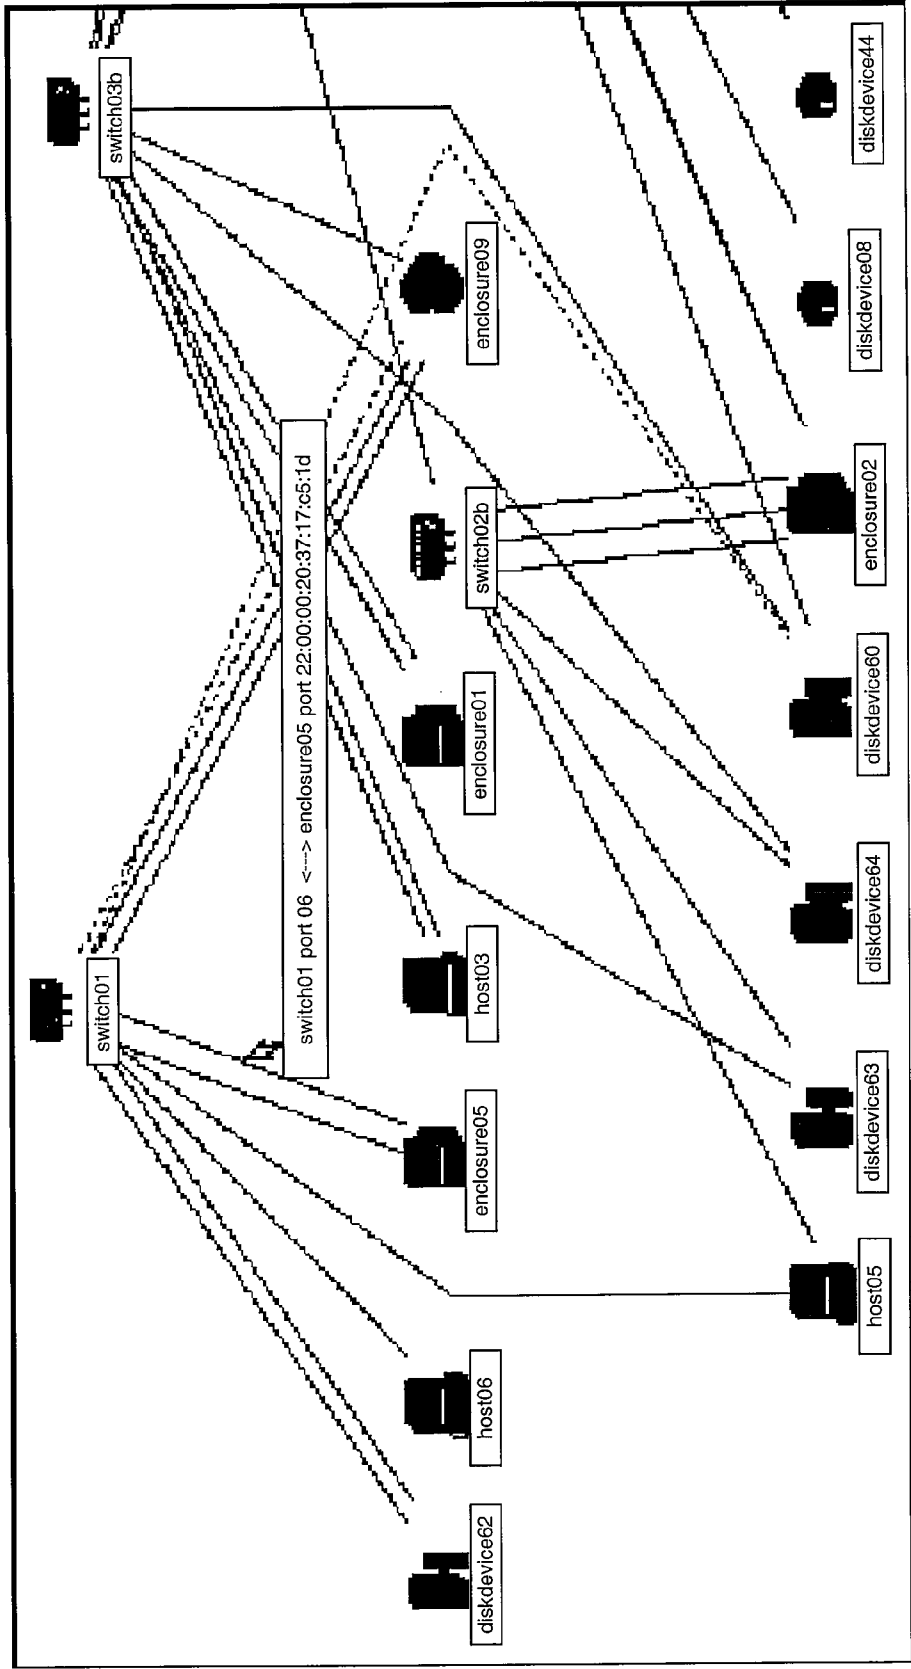 switch01
switch03b
switch01 port 06 <---> enclosure05 port 22:00:00:20:37:17:c5:1d
diskdevice62
host06
enclosure05
host03
enclosure01
switch02b
enclosure09
host05
diskdevice63
diskdevice64
diskdevice60
enclosure02
diskdevice08
diskdevice44